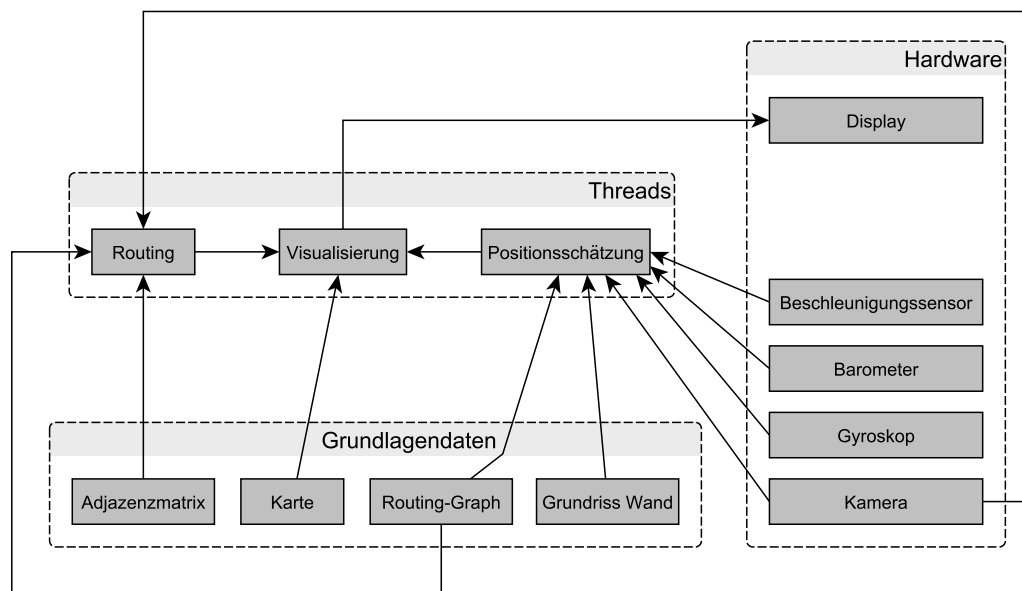 Hardware
Display
Threads
Routing
Visualisierung
Positionsschätzung
Beschleunigungssensor
Barometer
Gyroskop
Grundlagendaten
Adjazenzmatrix
Karte
Routing-Graph
Grundriss Wand
Kamera